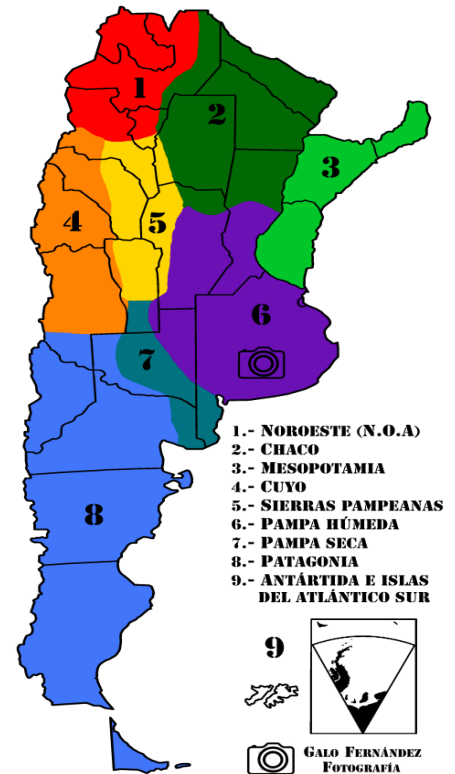 1
2
3
4
5
6
7
8
1.- Noroeste (N.O.A)
2.- Chaco
3.- Mesopotamia
4.- Cuyo
5.- Sierras Pampeanas
6.- Pampa Húmeda
7.- Pampa Seca
8.- Patagonia
9.- Antártida e Islas
del Atlántico Sur
9
Galo Fernández
Fotografía